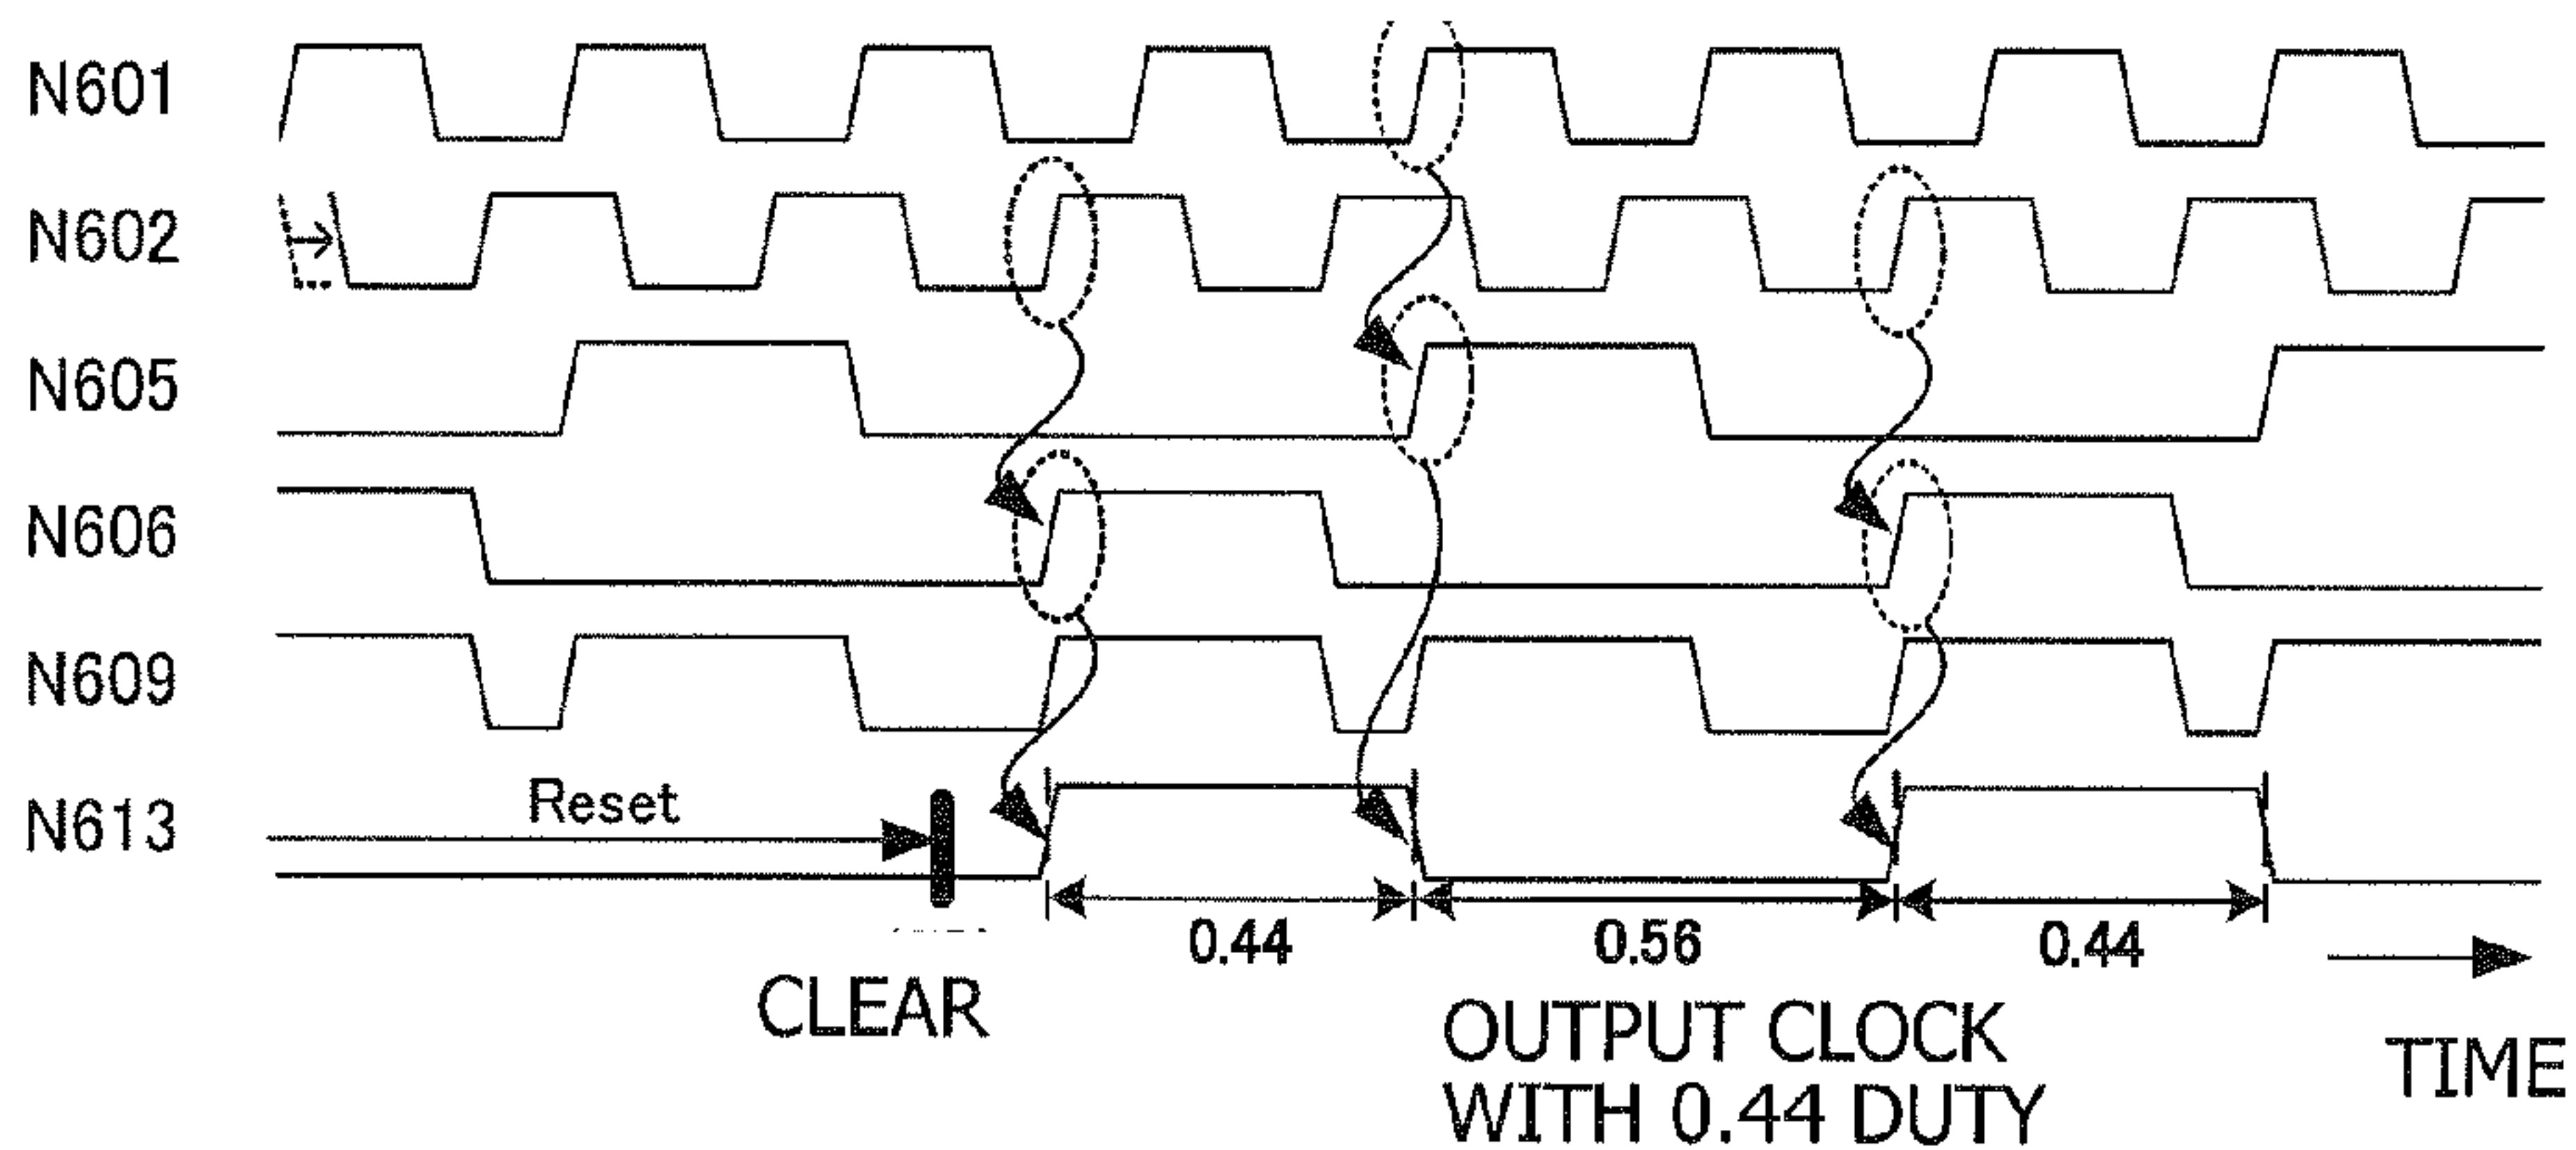 N601
N602
N605
N606
N609
N613
Reset
0.44
0.56
0.44
CLEAR
OUTPUT CLOCK
WITH 0.44 DUTY
TIME